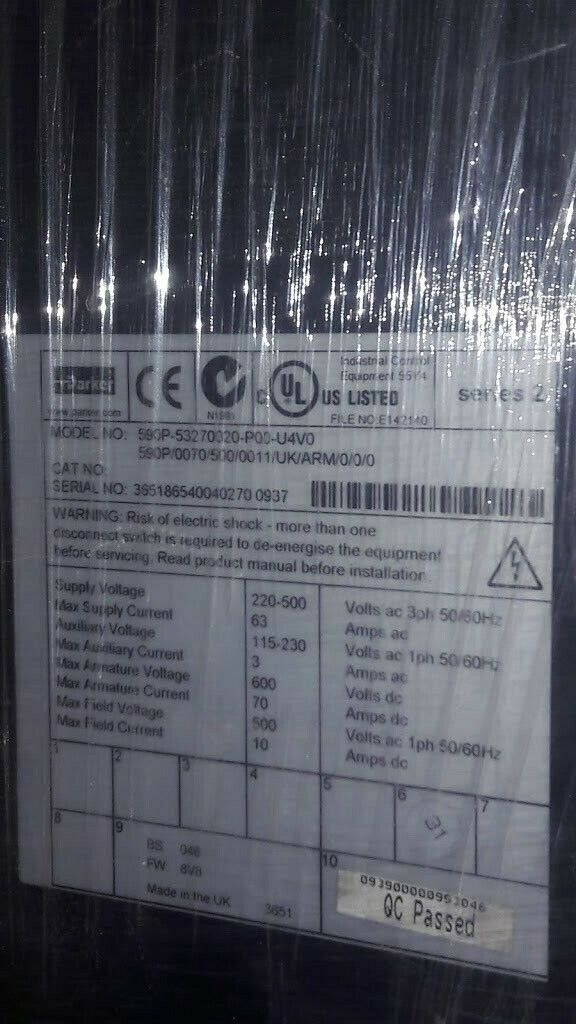 Parker
www.parker.com
CE
N1881
C UL US LISTED
Industrial Control
Equipment 55Y4
FILE NO.E142140
series 2
MODEL NO: 590P-53270020-P00-U4V0
590P/0070/500/0011/UK/ARM/0/0/0
CAT NO:
SERIAL NO: 0937
WARNING: Risk of electric shock - more than one
disconnect switch is required to de-energise the equipment
before servicing. Read product manual before installation.
Supply Voltage 220-500 Volts ac 3ph 50/60Hz
Max Supply Current 63 Amps ac
Auxiliary Voltage 115-230 Volts ac 1ph 50/60Hz
Max Auxiliary Current 3 Amps ac
Max Armature Voltage 600 Volts dc
Max Armature Current 70 Amps dc
Max Field Voltage 500 Volts ac 1ph 50/60Hz
Max Field Current 10 Amps dc
1 2 3 4 5 6 7
31
8 9 10
BS 046
FW 8V8
Made in the UK 3651
QC Passed